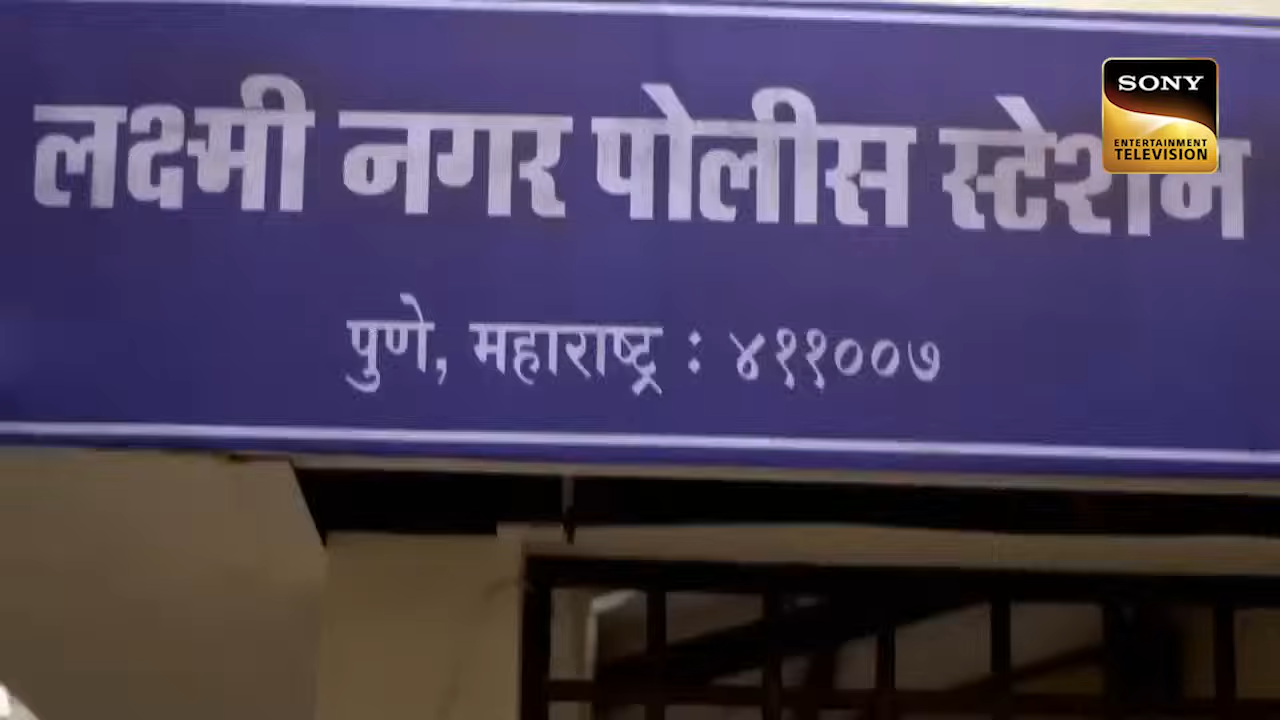 लक्ष्मी नगर पोलीस स्टेशन
पुणे, महाराष्ट्र : ४११००७
SONY
ENTERTAINMENT
TELEVISION